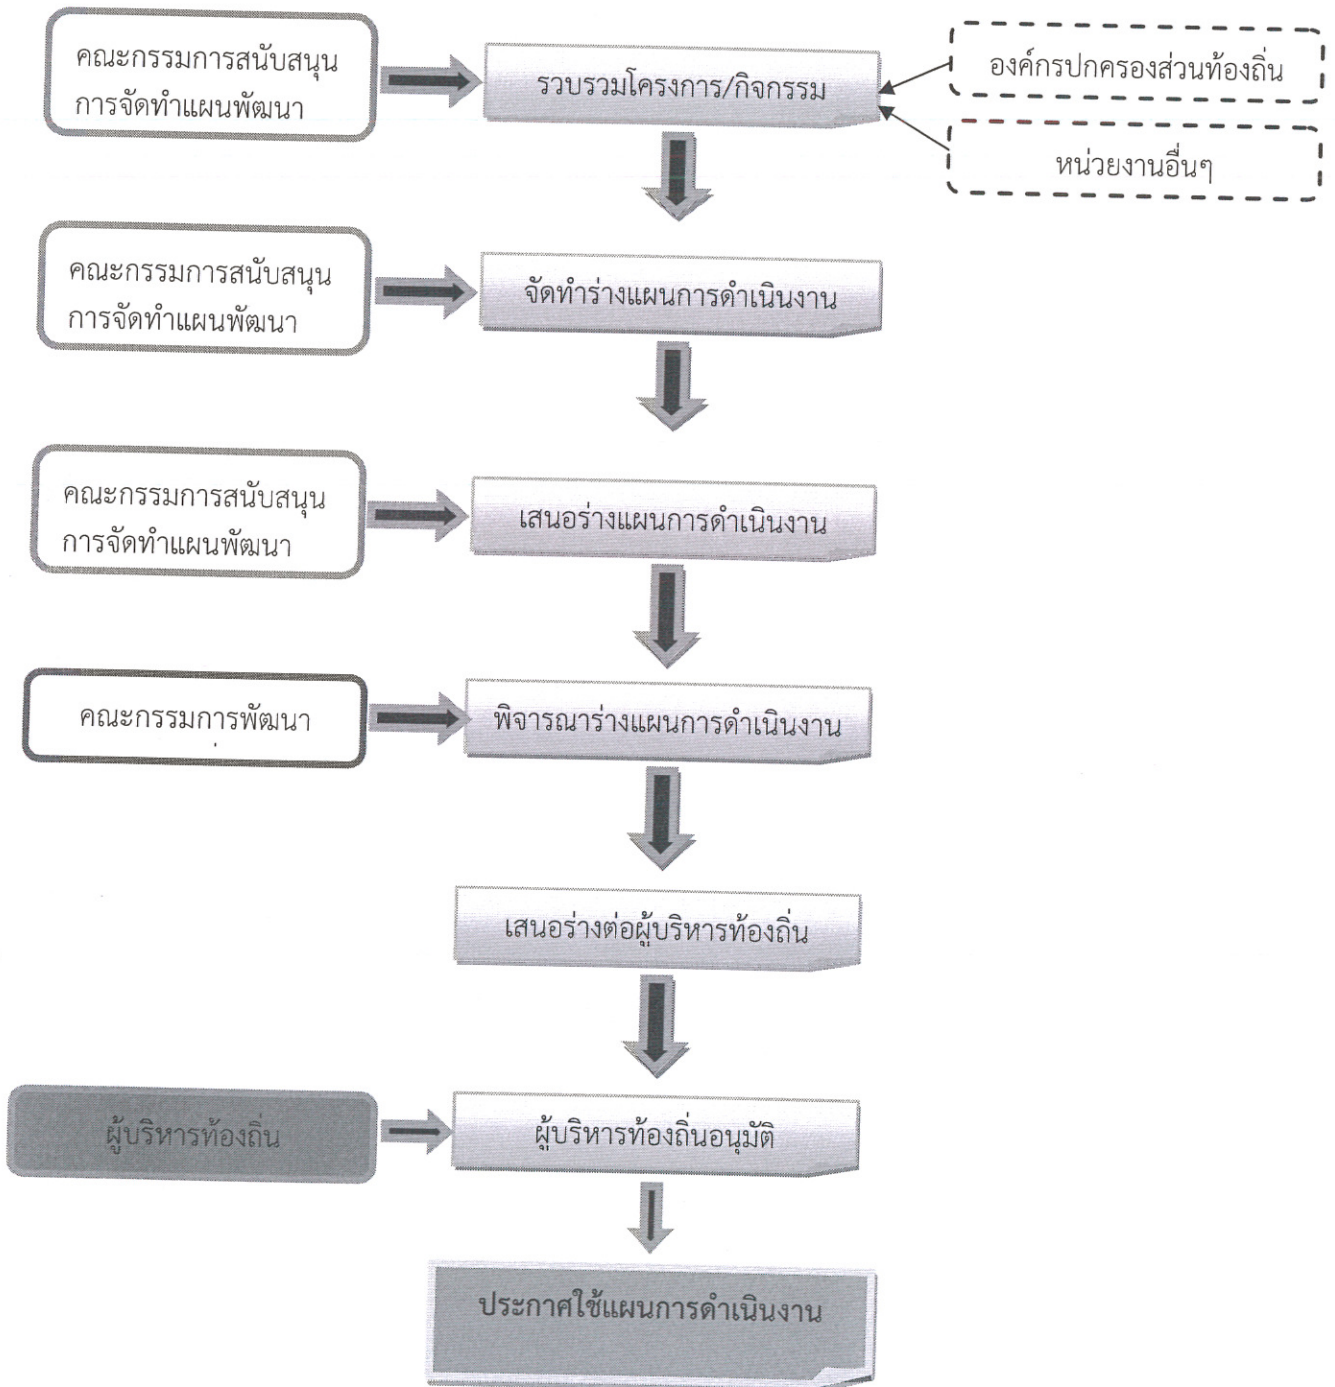 คณะกรรมการสนับสนุน
การจัดทำแผนพัฒนา
รวบรวมโครงการ/กิจกรรม
องค์กรปกครองส่วนท้องถิ่น
หน่วยงานอื่นๆ
คณะกรรมการสนับสนุน
การจัดทำแผนพัฒนา
จัดทำร่างแผนการดำเนินงาน
คณะกรรมการสนับสนุน
การจัดทำแผนพัฒนา
เสนอร่างแผนการดำเนินงาน
คณะกรรมการพัฒนา
พิจารณาร่างแผนการดำเนินงาน
เสนอร่างต่อผู้บริหารท้องถิ่น
ผู้บริหารท้องถิ่น
ผู้บริหารท้องถิ่นอนุมัติ
ประกาศใช้แผนการดำเนินงาน